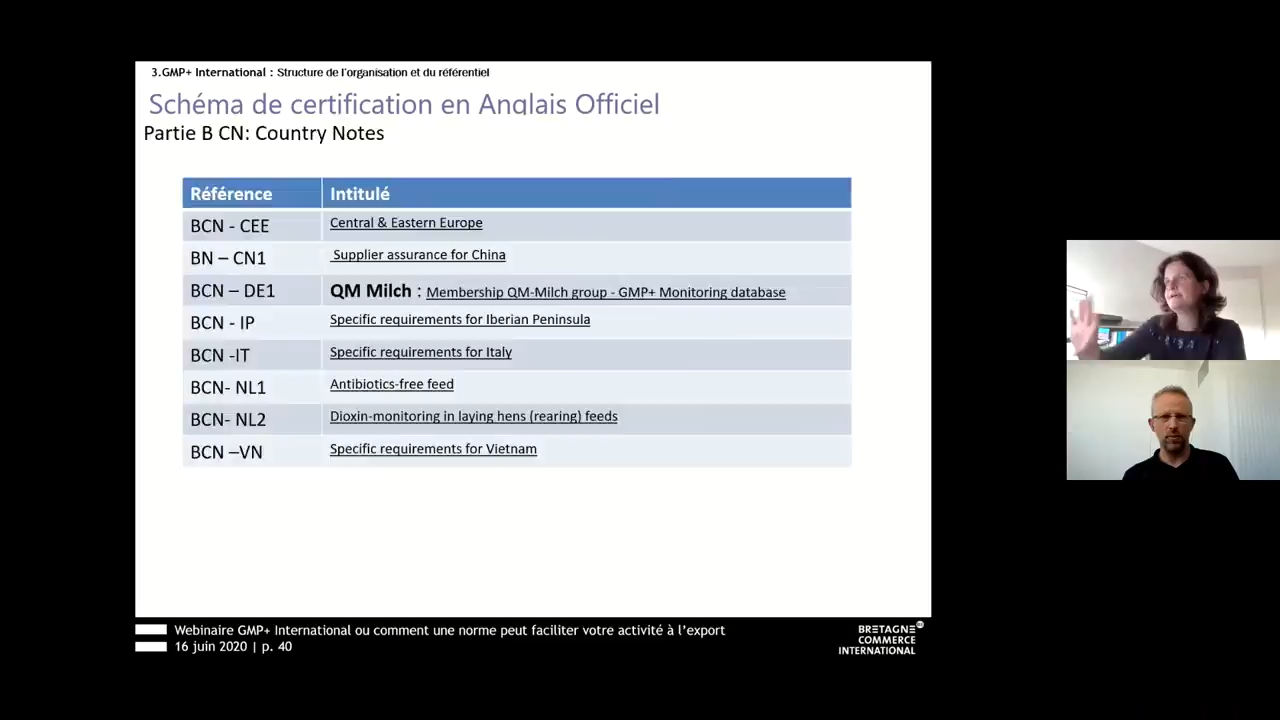 3.GMP+ International : Structure de l'organisation et du référentiel
Schéma de certification en Anglais Officiel
Partie B CN: Country Notes
Référence Intitulé
BCN - CEE Central & Eastern Europe
BN – CN1 Supplier assurance for China
BCN – DE1 QM Milch : Membership QM-Milch group - GMP+ Monitoring database
BCN - IP Specific requirements for Iberian Peninsula
BCN -IT Specific requirements for Italy
BCN- NL1 Antibiotics-free feed
BCN- NL2 Dioxin-monitoring in laying hens (rearing) feeds
BCN –VN Specific requirements for Vietnam
Webinaire GMP+ International ou comment une norme peut faciliter votre activité à l'export
16 juin 2020 | p. 40
BRETAGNE
COMMERCE
INTERNATIONAL